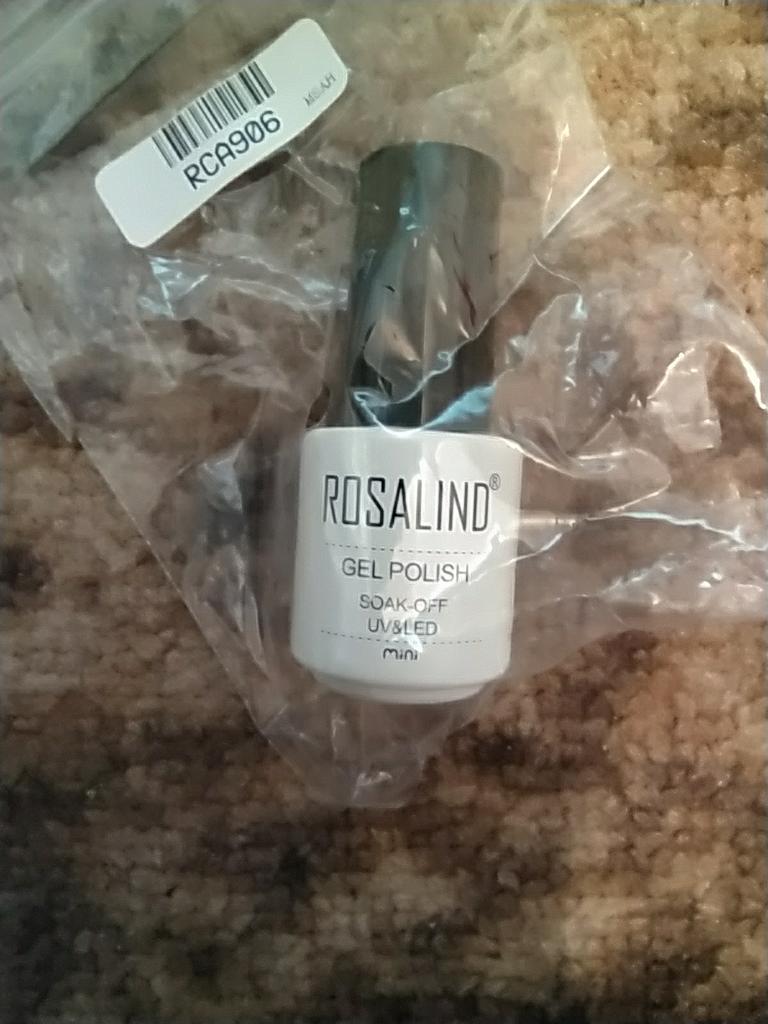 RCA906
ROSALIND®
GEL POLISH
SOAK-OFF
UV&LED
mini